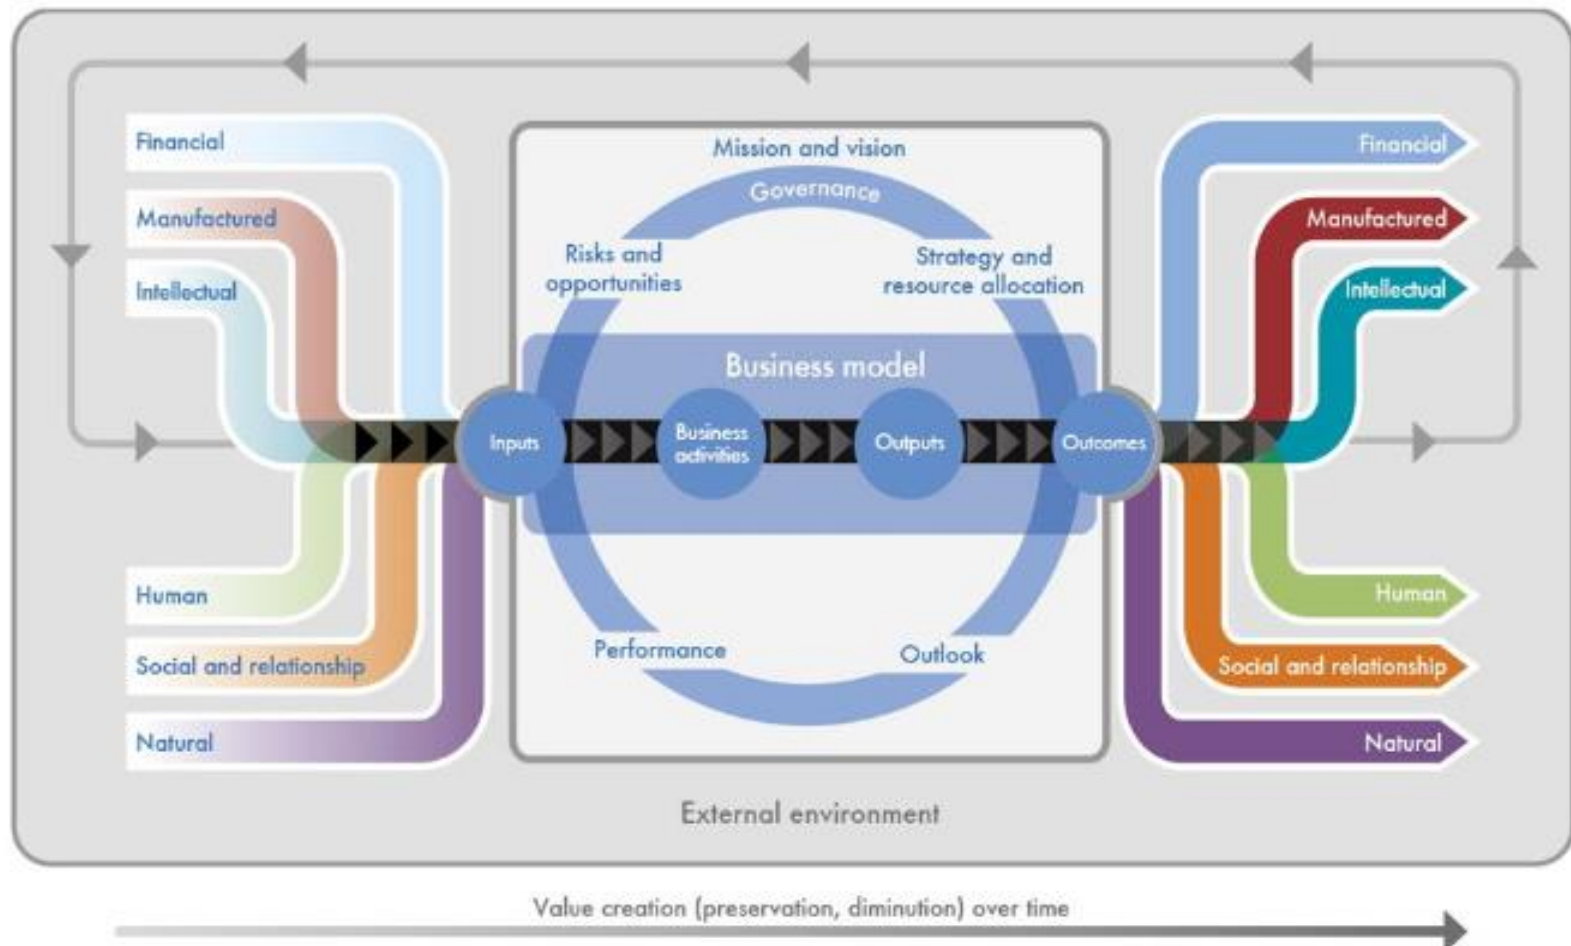 Financial
Manufactured
Intellectual
Human
Social and relationship
Natural
Mission and vision
Governance
Risks and
opportunities
Strategy and
resource allocation
Business model
Inputs
Business
activities
Outputs
Outcomes
Performance
Outlook
Financial
Manufactured
Intellectual
Human
Social and relationship
Natural
External environment
Value creation (preservation, diminution) over time